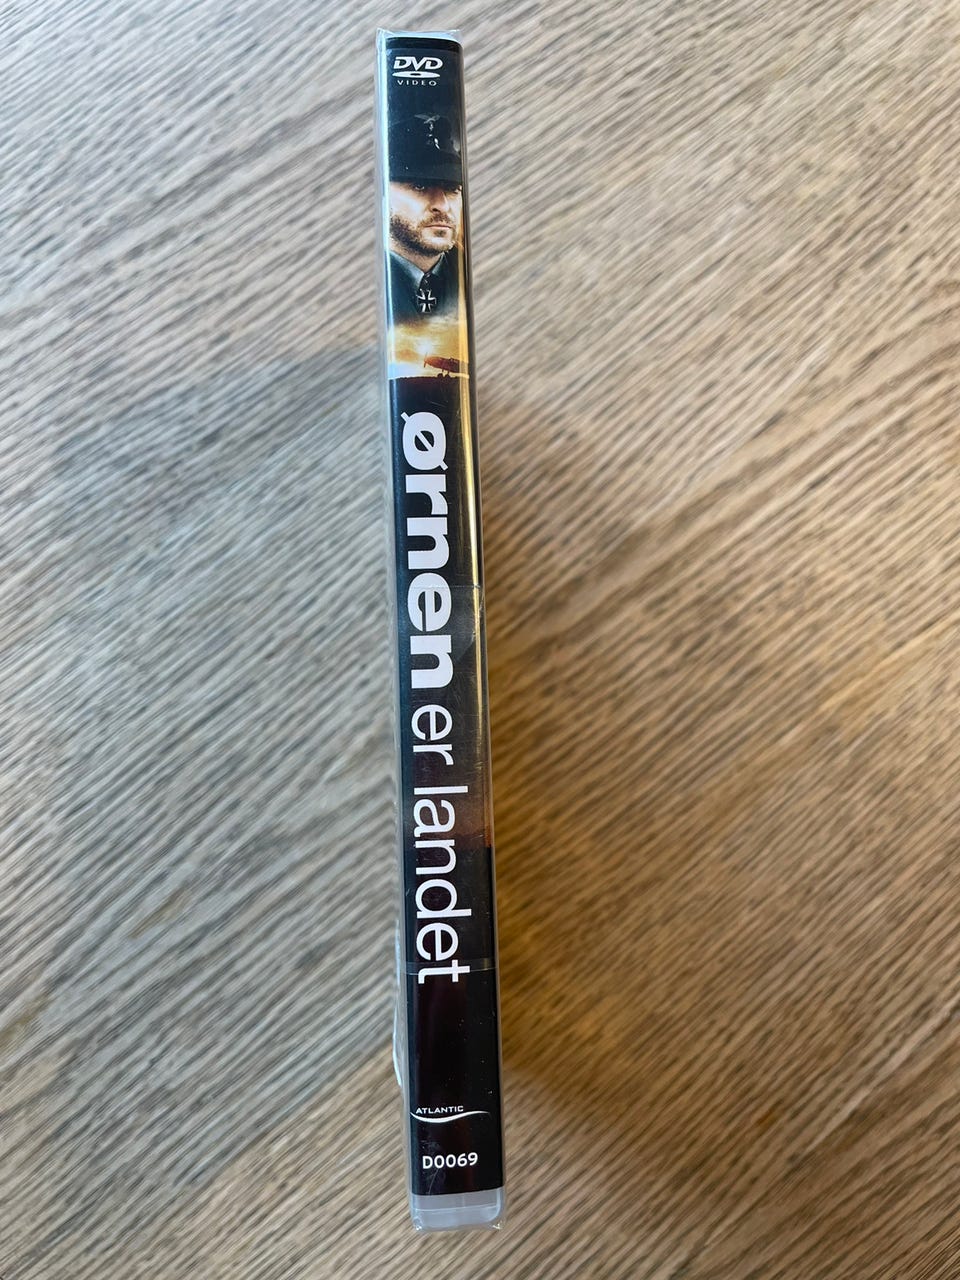 DVD
VIDEO
ørnen er landet
ATLANTIC
D0069